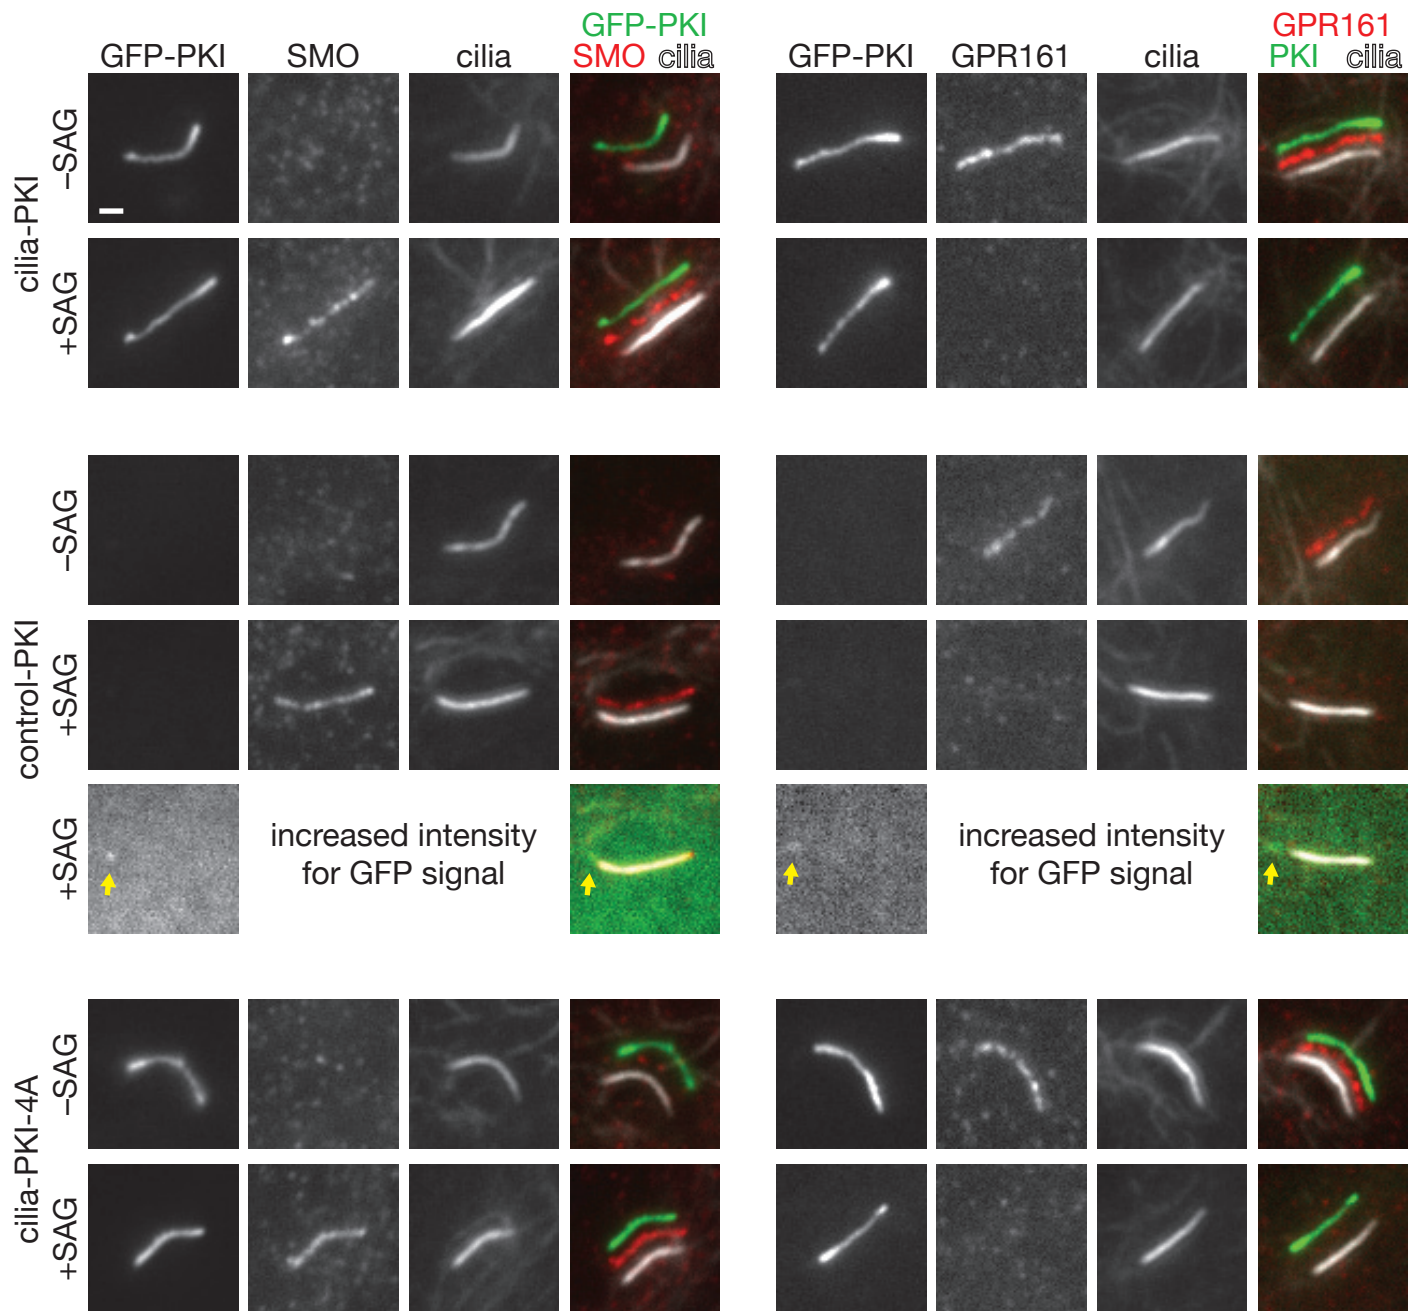 GFP-PKI GPR161
GFP-PKI SMO cilia SMO cilia GFP-PKI GPR161 cilia PKI cilia
cilia-PKI
–SAG
+SAG
control-PKI
–SAG
+SAG
+SAG
increased intensity increased intensity
for GFP signal for GFP signal
cilia-PKI-4A
–SAG
+SAG